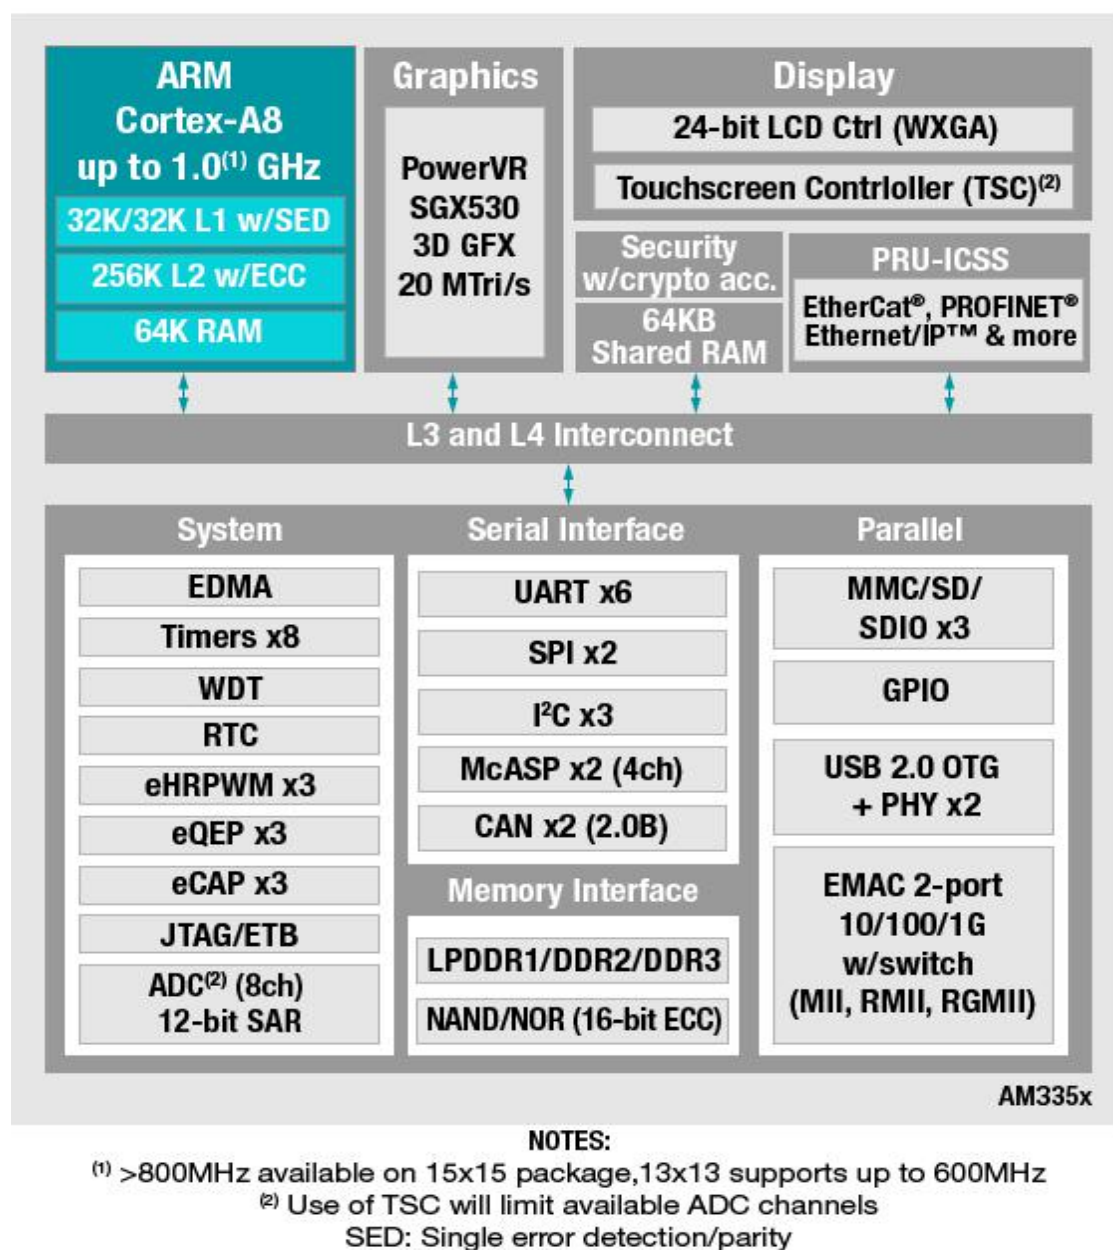 ARM
Cortex-A8
up to 1.0⁽¹⁾ GHz
32K/32K L1 w/SED
256K L2 w/ECC
64K RAM
Graphics
PowerVR
SGX530
3D GFX
20 MTri/s
Display
24-bit LCD Ctrl (WXGA)
Touchscreen Contrloller (TSC)⁽²⁾
Security
w/crypto acc.
64KB
Shared RAM
PRU-ICSS
EtherCat®, PROFINET®
Ethernet/IP™ & more
L3 and L4 Interconnect
System
EDMA
Timers x8
WDT
RTC
eHRPWM x3
eQEP x3
eCAP x3
JTAG/ETB
ADC⁽²⁾ (8ch)
12-bit SAR
Serial Interface
UART x6
SPI x2
I²C x3
McASP x2 (4ch)
CAN x2 (2.0B)
Memory Interface
LPDDR1/DDR2/DDR3
NAND/NOR (16-bit ECC)
Parallel
MMC/SD/
SDIO x3
GPIO
USB 2.0 OTG
+ PHY x2
EMAC 2-port
10/100/1G
w/switch
(MII, RMII, RGMII)
AM335x
NOTES:
⁽¹⁾ >800MHz available on 15x15 package,13x13 supports up to 600MHz
⁽²⁾ Use of TSC will limit available ADC channels
SED: Single error detection/parity